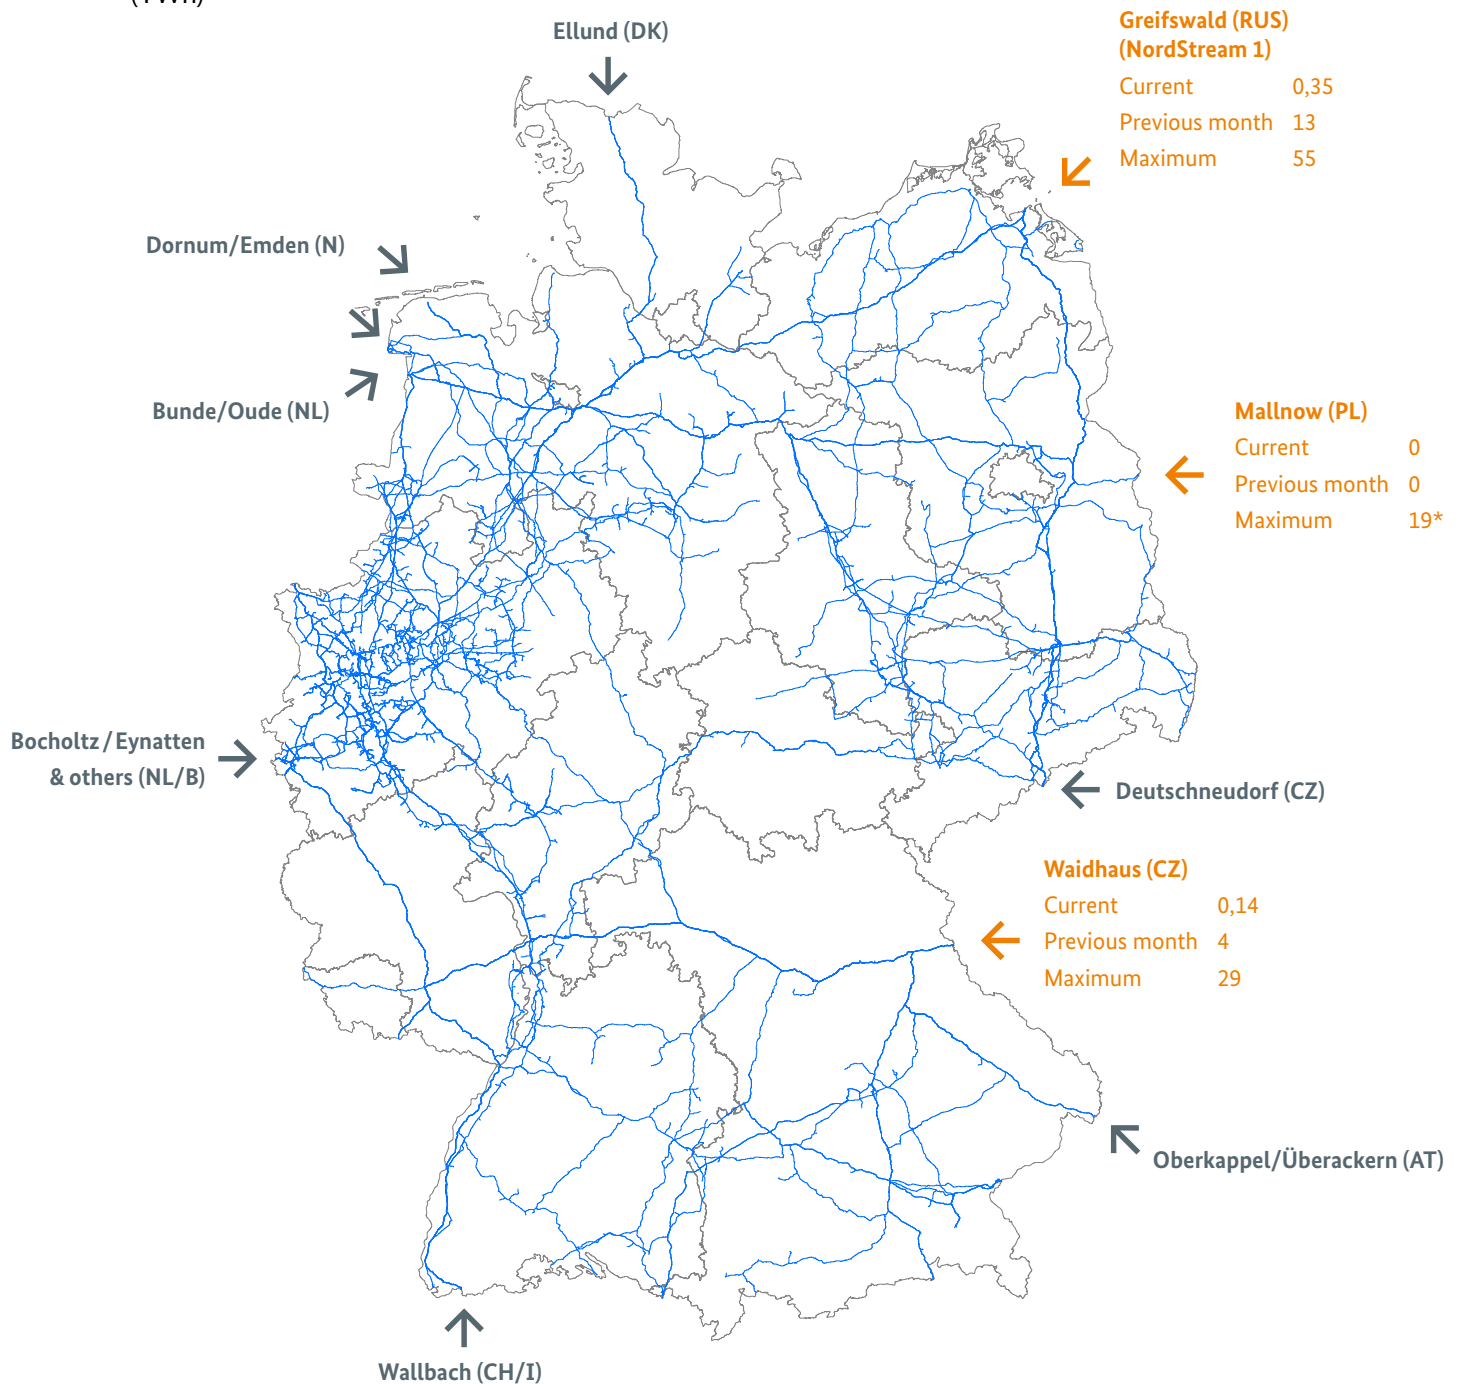 (TWh)
Ellund (DK)
Greifswald (RUS)
(NordStream 1)
Current 0,35
Previous month 13
Maximum 55
Dornum/Emden (N)
Bunde/Oude (NL)
Mallnow (PL)
Current 0
Previous month 0
Maximum 19*
Bocholtz / Eynatten
& others (NL/B)
Deutschneudorf (CZ)
Waidhaus (CZ)
Current 0,14
Previous month 4
Maximum 29
Oberkappel/Überackern (AT)
Wallbach (CH/I)